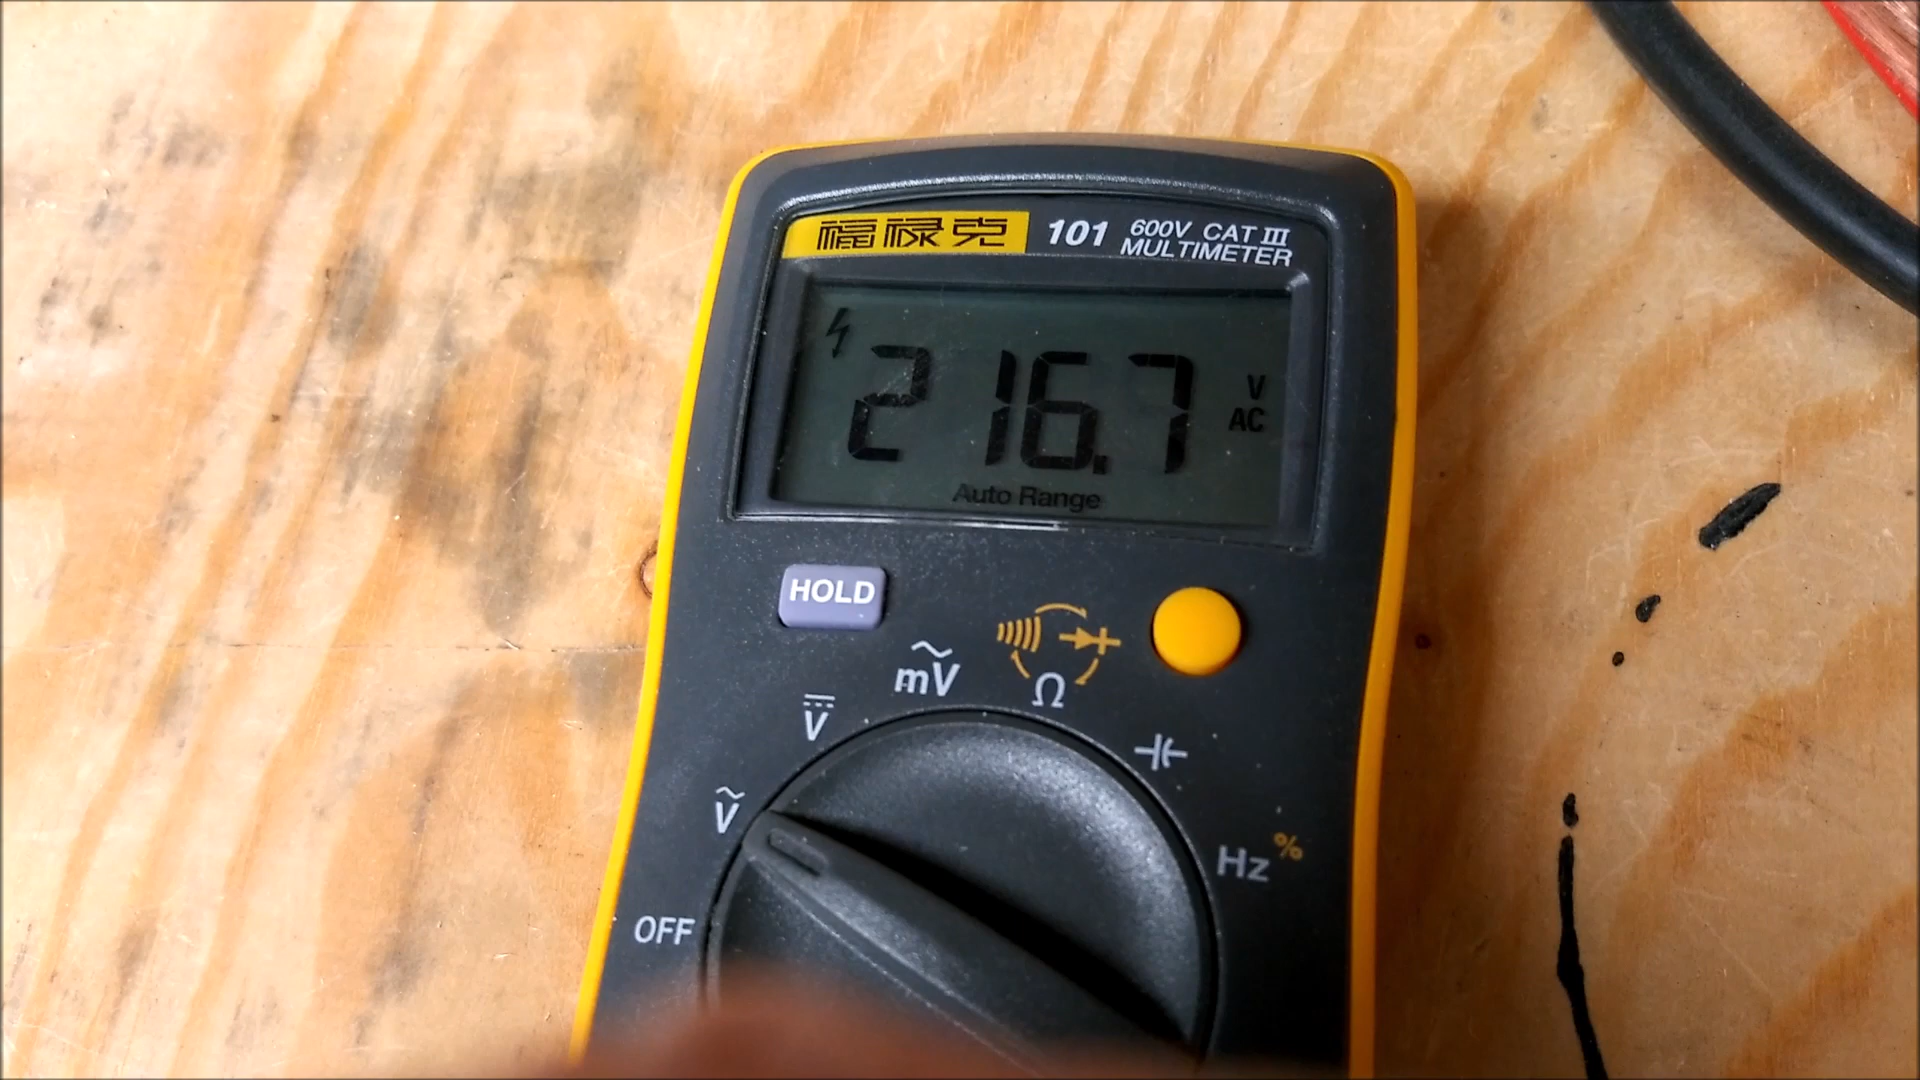 福禄克 101 600V CAT III
MULTIMETER
216.7 V
AC
Auto Range
HOLD
mV
Ω
V
V
Hz %
OFF